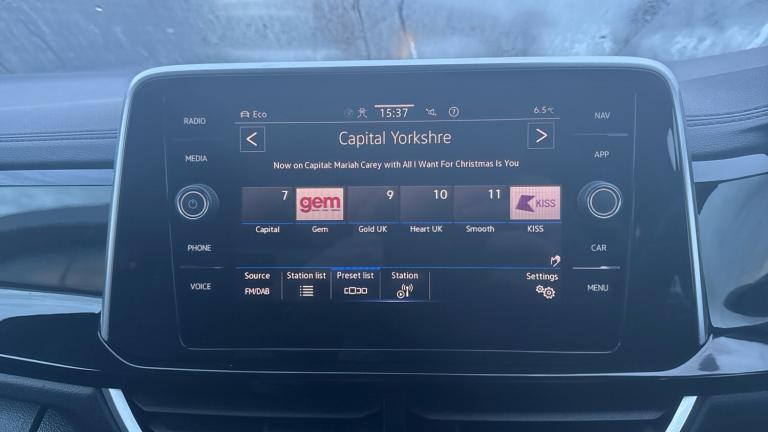 Eco 15:37 ? 6.5°C
RADIO
MEDIA
PHONE
VOICE
< Capital Yorkshire >
Now on Capital: Mariah Carey with All I Want For Christmas Is You
7 gem 9 10 11 KISS
Capital Gem Gold UK Heart UK Smooth KISS
Source Station list Preset list Station Settings
FM/DAB
NAV
APP
CAR
MENU